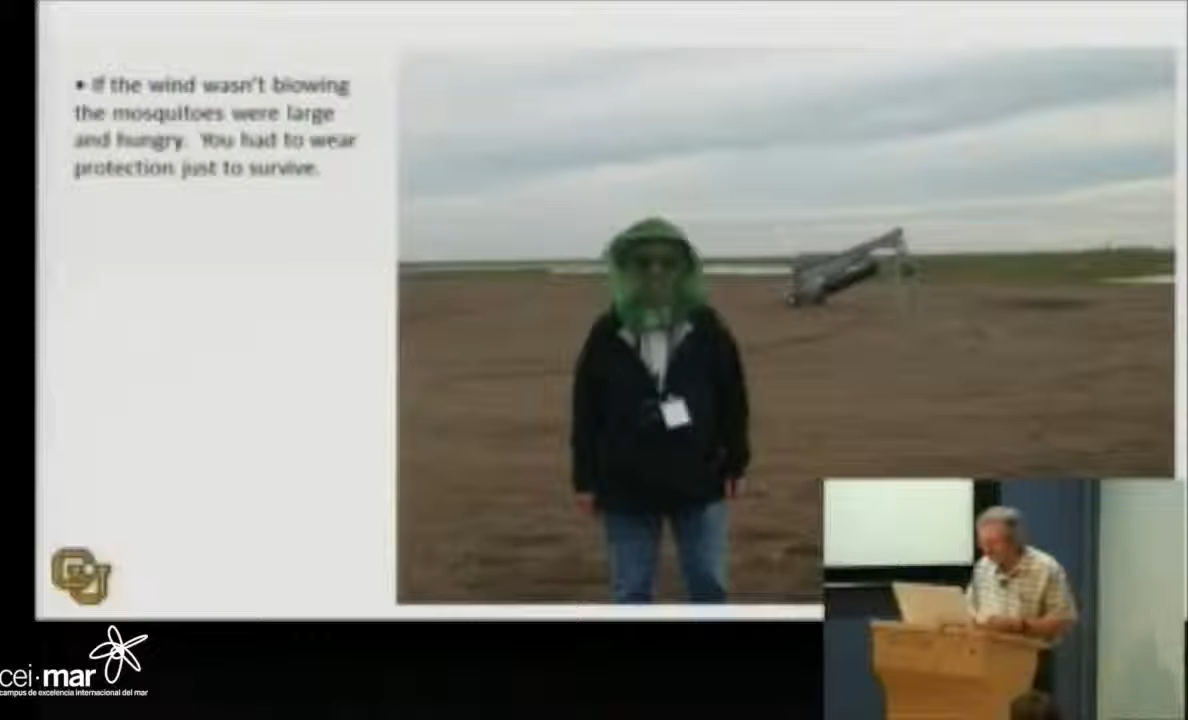 • If the wind wasn't blowing
the mosquitoes were large
and hungry. You had to wear
protection just to survive.
CU
cei·mar
campus de excelencia internacional del mar